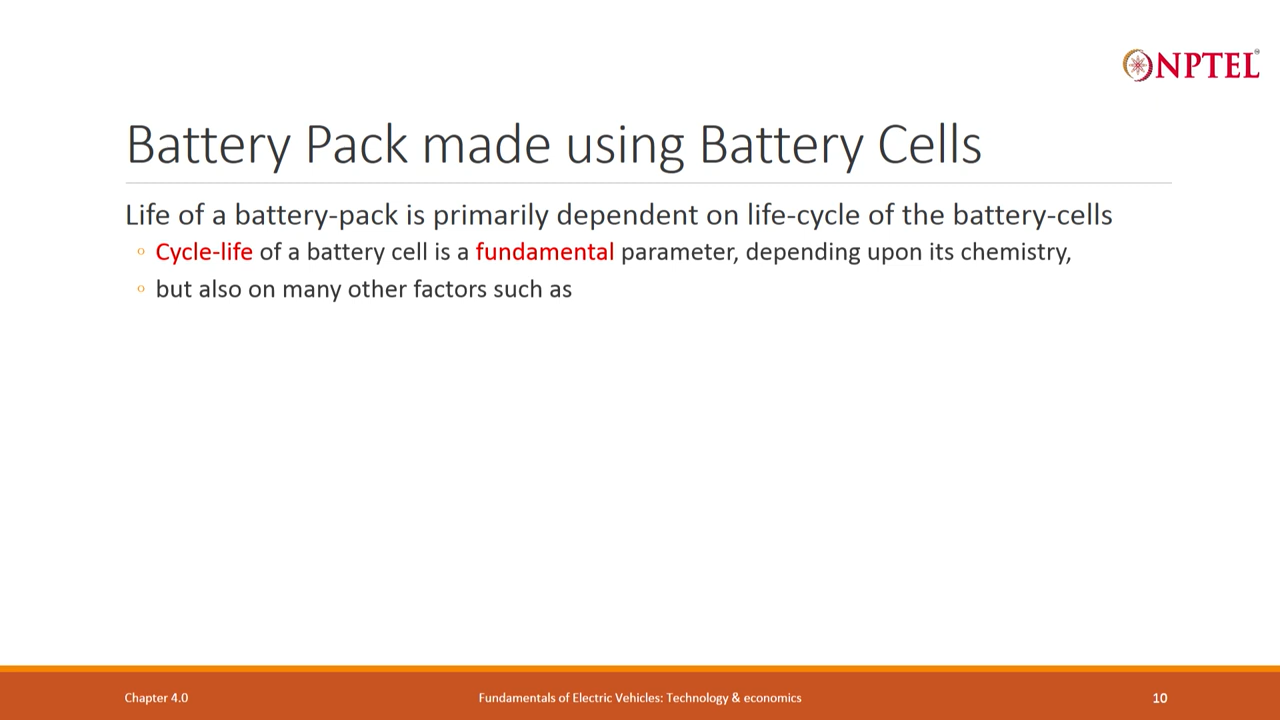 NPTEL
Battery Pack made using Battery Cells
Life of a battery-pack is primarily dependent on life-cycle of the battery-cells
Cycle-life of a battery cell is a fundamental parameter, depending upon its chemistry,
but also on many other factors such as
Chapter 4.0
Fundamentals of Electric Vehicles: Technology & economics
10